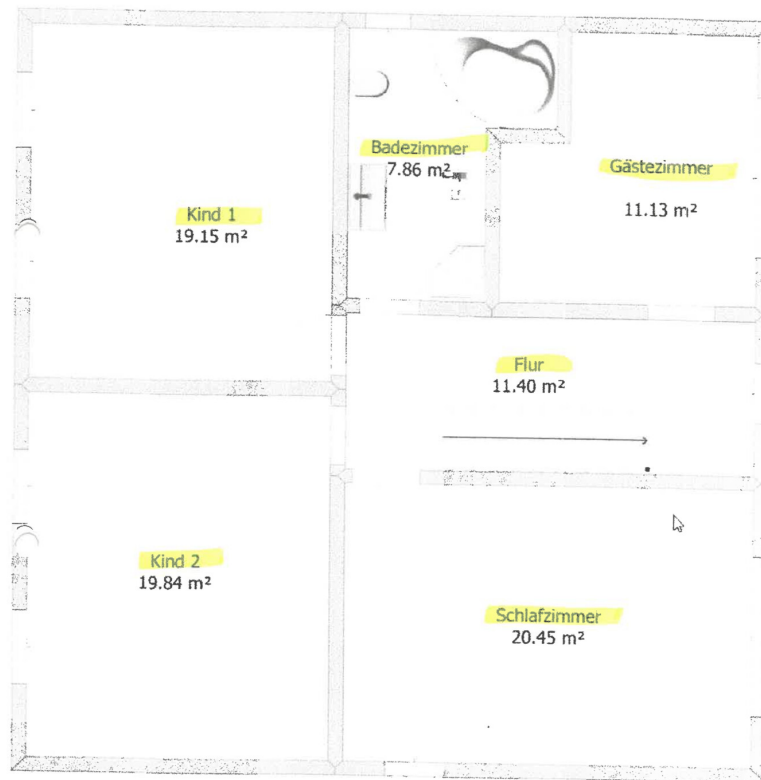 Badezimmer
7.86 m²
Gästezimmer
11.13 m²
Kind 1
19.15 m²
Flur
11.40 m²
Kind 2
19.84 m²
Schlafzimmer
20.45 m²